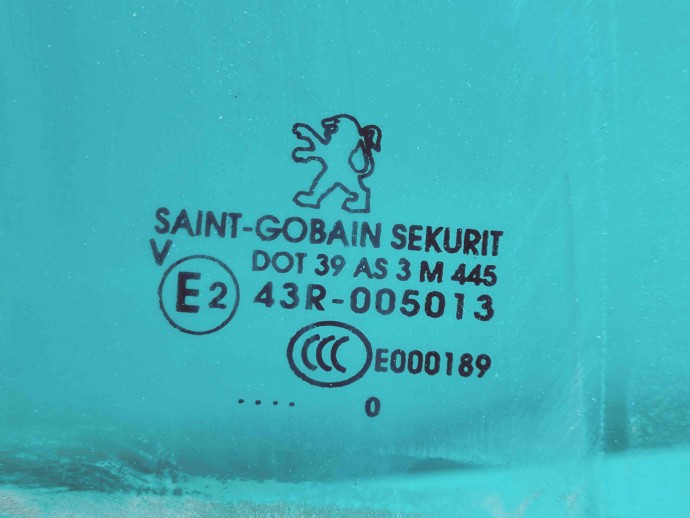 SAINT-GOBAIN SEKURIT
V DOT 39 AS 3 M 445
E2 43R-005013
CCC E000189
.... 0